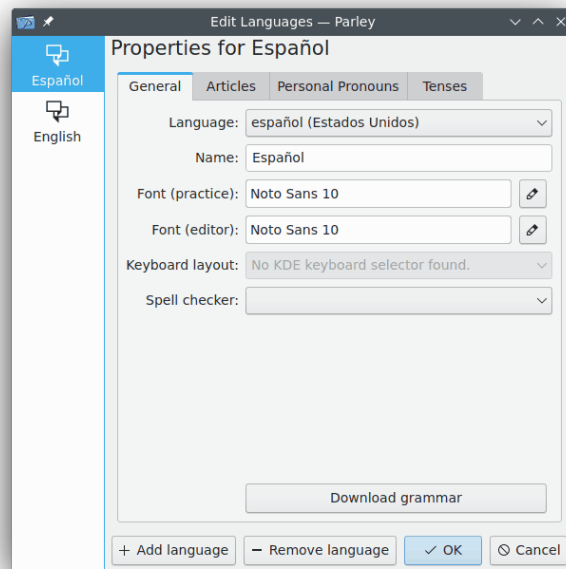 Edit Languages — Parley
Español
English
Properties for Español
General Articles Personal Pronouns Tenses
Language: español (Estados Unidos)
Name: Español
Font (practice): Noto Sans 10
Font (editor): Noto Sans 10
Keyboard layout: No KDE keyboard selector found.
Spell checker:
Download grammar
+ Add language − Remove language ✓ OK Cancel